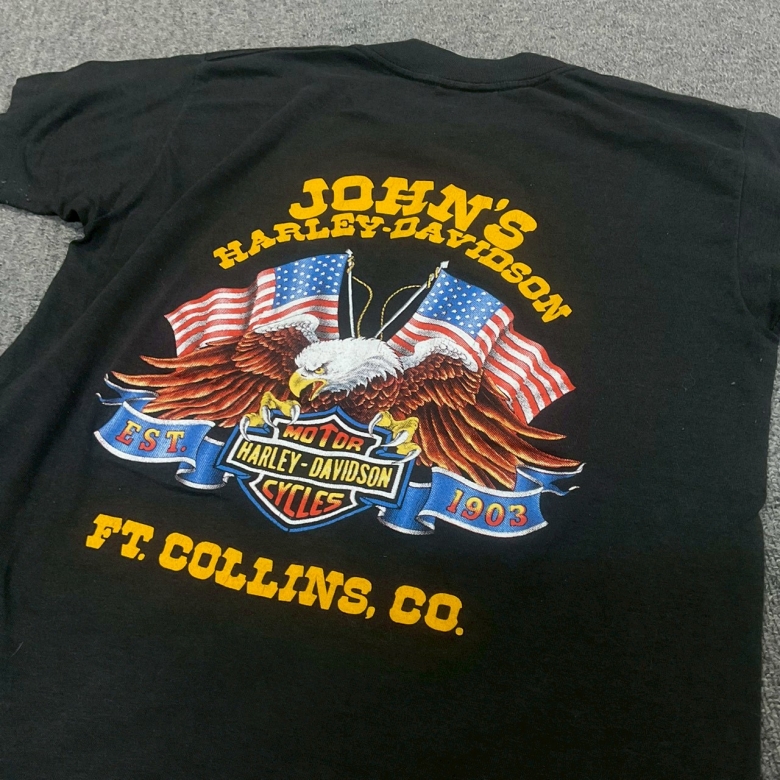 JOHN'S
HARLEY-DAVIDSON
EST.
MOTOR
HARLEY-DAVIDSON
CYCLES
1903
FT. COLLINS, CO.